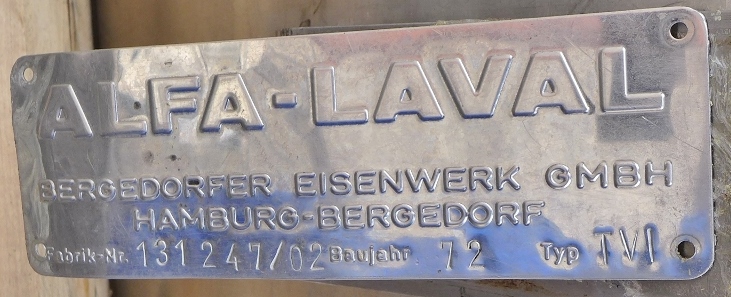 ALFA-LAVAL
BERGEDORFER EISENWERK GMBH
HAMBURG-BERGEDORF
Fabrik-Nr. 131247/02 Baujahr 72 Typ TVI